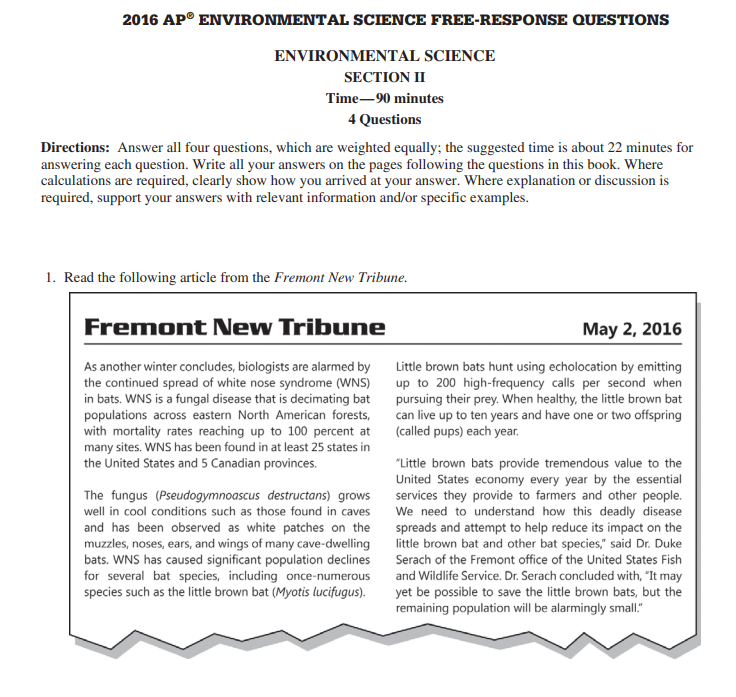 2016 AP® ENVIRONMENTAL SCIENCE FREE-RESPONSE QUESTIONS
ENVIRONMENTAL SCIENCE
SECTION II
Time—90 minutes
4 Questions
Directions: Answer all four questions, which are weighted equally; the suggested time is about 22 minutes for
answering each question. Write all your answers on the pages following the questions in this book. Where
calculations are required, clearly show how you arrived at your answer. Where explanation or discussion is
required, support your answers with relevant information and/or specific examples.
1. Read the following article from the Fremont New Tribune.
Fremont New Tribune
May 2, 2016
As another winter concludes, biologists are alarmed by
the continued spread of white nose syndrome (WNS)
in bats. WNS is a fungal disease that is decimating bat
populations across eastern North American forests,
with mortality rates reaching up to 100 percent at
many sites. WNS has been found in at least 25 states in
the United States and 5 Canadian provinces.
The fungus (Pseudogymnoascus destructans) grows
well in cool conditions such as those found in caves
and has been observed as white patches on the
muzzles, noses, ears, and wings of many cave-dwelling
bats. WNS has caused significant population declines
for several bat species, including once-numerous
species such as the little brown bat (Myotis lucifugus).
Little brown bats hunt using echolocation by emitting
up to 200 high-frequency calls per second when
pursuing their prey. When healthy, the little brown bat
can live up to ten years and have one or two offspring
(called pups) each year.
"Little brown bats provide tremendous value to the
United States economy every year by the essential
services they provide to farmers and other people.
We need to understand how this deadly disease
spreads and attempt to help reduce its impact on the
little brown bat and other bat species," said Dr. Duke
Serach of the Fremont office of the United States Fish
and Wildlife Service. Dr. Serach concluded with, "It may
yet be possible to save the little brown bats, but the
remaining population will be alarmingly small."